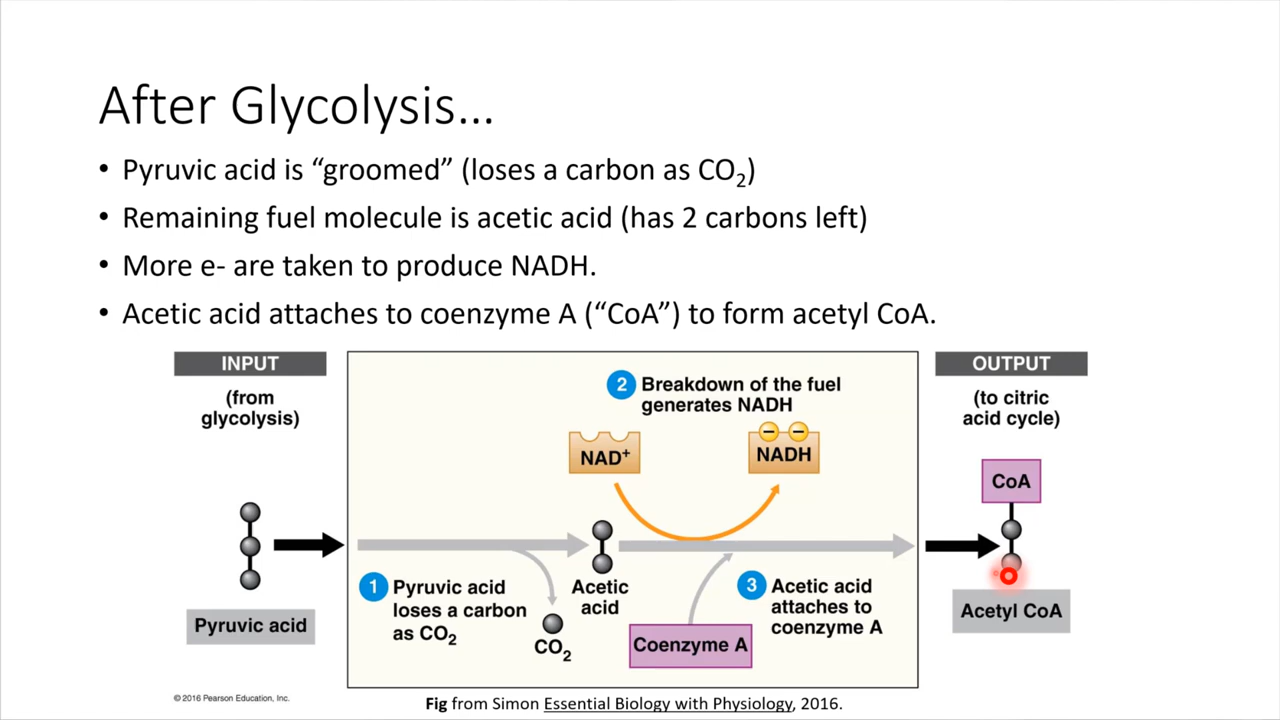 After Glycolysis...
• Pyruvic acid is “groomed” (loses a carbon as CO₂)
• Remaining fuel molecule is acetic acid (has 2 carbons left)
• More e- are taken to produce NADH.
• Acetic acid attaches to coenzyme A (“CoA”) to form acetyl CoA.
INPUT
(from
glycolysis)
Pyruvic acid
1 Pyruvic acid
loses a carbon
as CO₂
CO₂
Acetic
acid
2 Breakdown of the fuel
generates NADH
NAD⁺
NADH
Coenzyme A
3 Acetic acid
attaches to
coenzyme A
OUTPUT
(to citric
acid cycle)
CoA
Acetyl CoA
© 2016 Pearson Education, Inc.
Fig from Simon Essential Biology with Physiology, 2016.